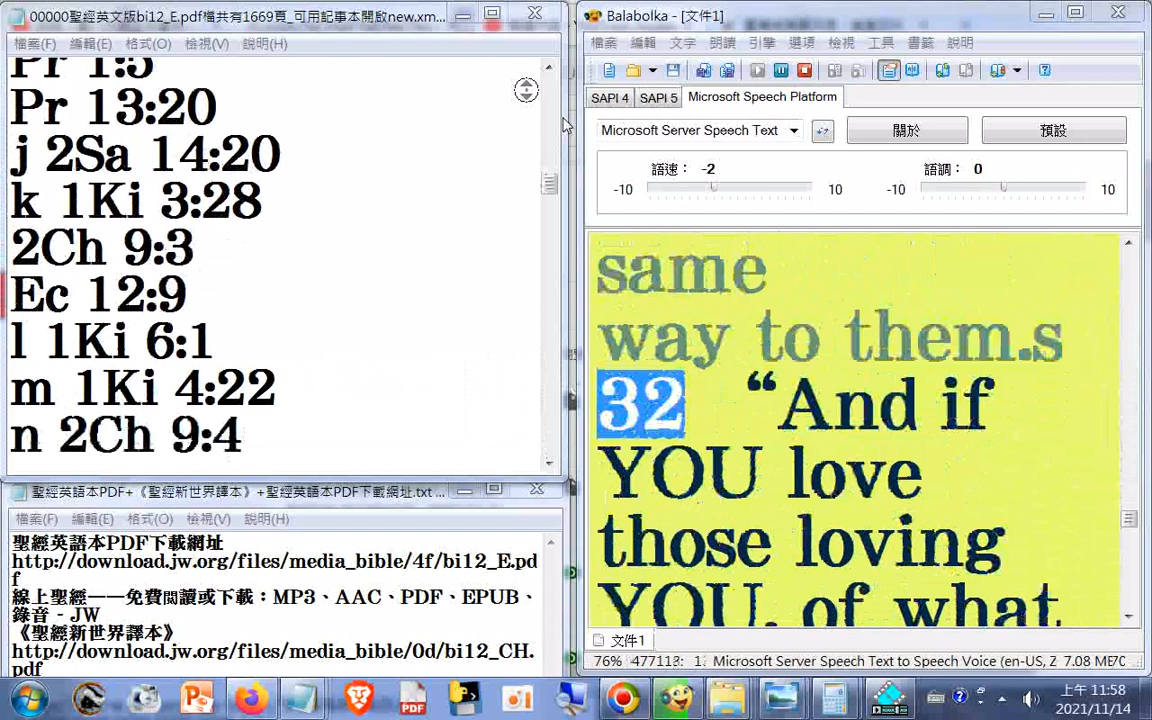 00000聖經英文版bi12_E.pdf檔共有1669頁_可用記事本開啟new.xm...
檔案(F) 編輯(E) 格式(O) 檢視(V) 說明(H)
Pr 1:5
Pr 13:20
j 2Sa 14:20
k 1Ki 3:28
2Ch 9:3
Ec 12:9
l 1Ki 6:1
m 1Ki 4:22
n 2Ch 9:4
聖經英語本PDF+《聖經新世界譯本》+聖經英語本PDF下載網址.txt ...
檔案(F) 編輯(E) 格式(O) 檢視(V) 說明(H)
聖經英語本PDF下載網址
http://download.jw.org/files/media_bible/4f/bi12_E.pd
f
線上聖經——免費閱讀或下載：MP3、AAC、PDF、EPUB、
錄音 - JW
《聖經新世界譯本》
http://download.jw.org/files/media_bible/0d/bi12_CH.
pdf
Balabolka - [文件1]
檔案 編輯 文字 朗讀 引擎 選項 檢視 工具 書籤 說明
SAPI 4 SAPI 5 Microsoft Speech Platform
Microsoft Server Speech Text 關於 預設
語速： -2 語調： 0
-10 10 -10 10
same
way to them.s
32 “And if
YOU love
those loving
YOU, of what
文件1
76% 477113: 1. Microsoft Server Speech Text to Speech Voice (en-US, Z 7.08 ME
PDF
上午 11:58
2021/11/14